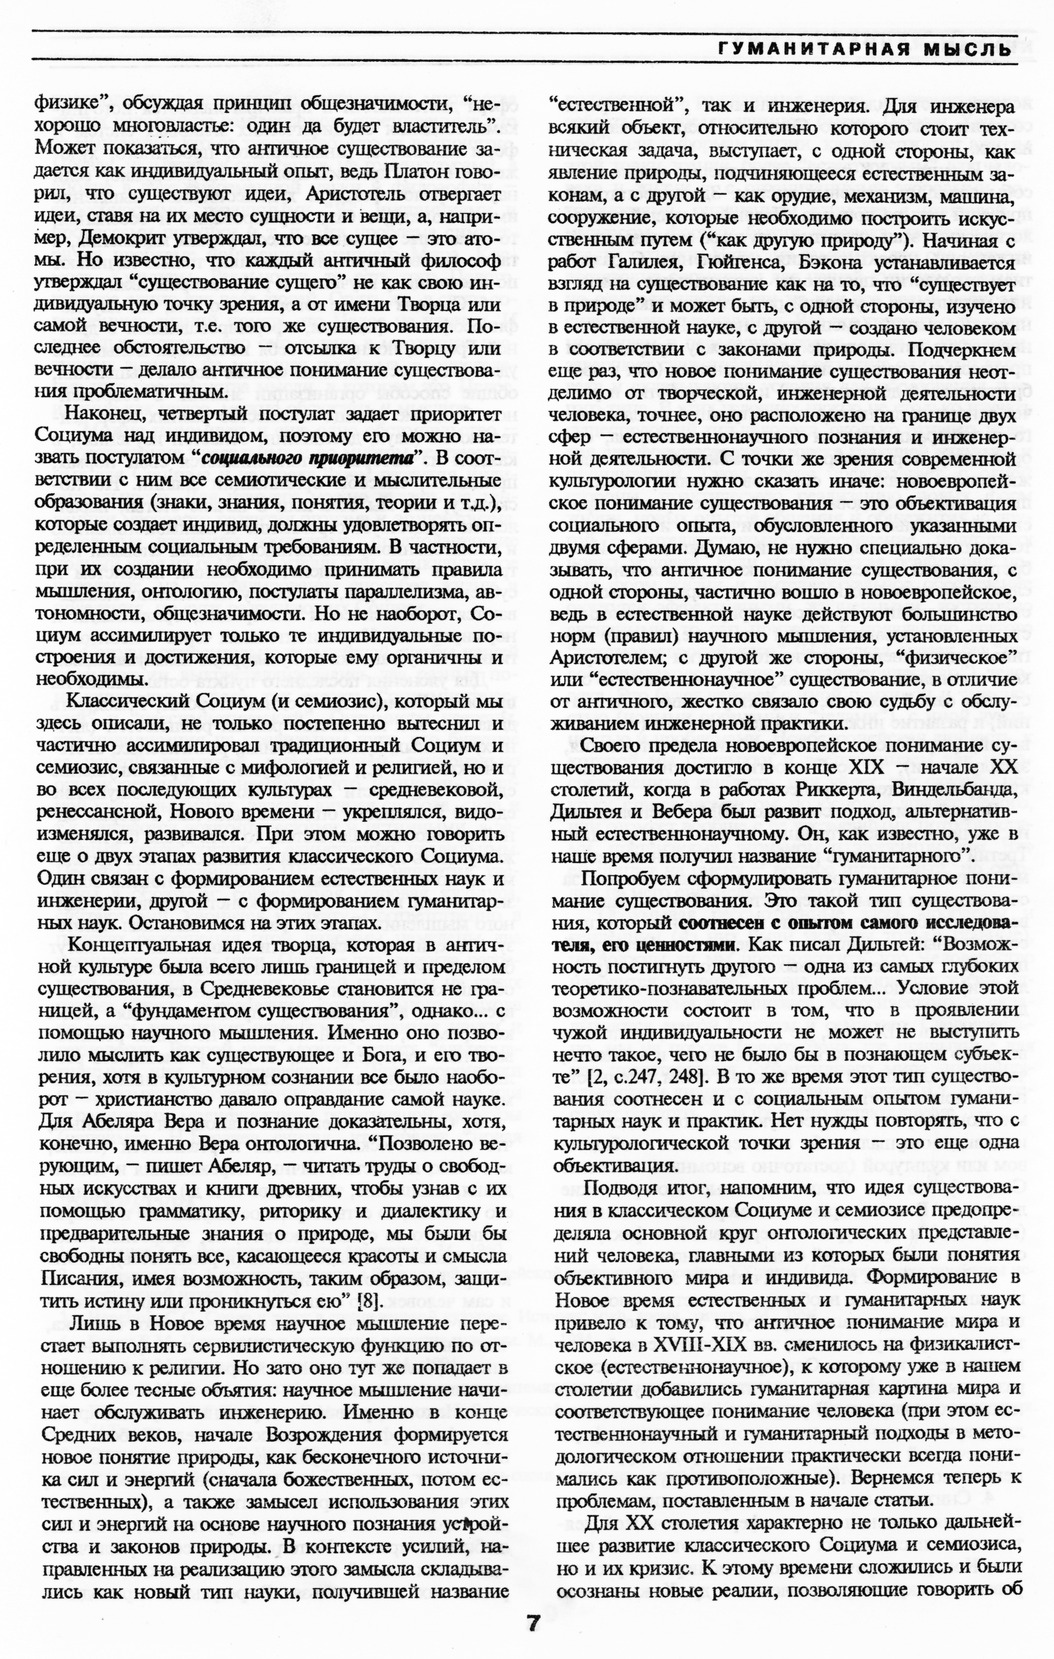 ГУМАНИТАРНАЯ МЫСЛЬ
физике”, обсуждая принцип общезначимости, “не-
хорошо многовластье: один да будет властитель”.
Может показаться, что античное существование за-
дается как индивидуальный опыт, ведь Платон гово-
рил, что существуют идеи, Аристотель отвергает
идеи, ставя на их место сущности и вещи, а, напри-
мер, Демокрит утверждал, что все сущее — это ато-
мы. Но известно, что каждый античный философ
утверждал “существование сущего” не как свою ин-
дивидуальную точку зрения, а от имени Творца или
самой вечности, т.е. того же существования. По-
следнее обстоятельство — отсылка к Творцу или
вечности — делало античное понимание существова-
ния проблематичным.
Наконец, четвертый постулат задает приоритет
Социума над индивидом, поэтому его можно на-
звать постулатом “социального приоритета”. В соот-
ветствии с ним все семиотические и мыслительные
образования (знаки, знания, понятия, теории и т.д.),
которые создает индивид, должны удовлетворять оп-
ределенным социальным требованиям. В частности,
при их создании необходимо принимать правила
мышления, онтологию, постулаты параллелизма, ав-
тономности, общезначимости. Но не наоборот, Со-
циум ассимилирует только те индивидуальные по-
строения и достижения, которые ему органичны и
необходимы.
Классический Социум (и семиозис), который мы
здесь описали, не только постепенно вытеснил и
частично ассимилировал традиционный Социум и
семиозис, связанные с мифологией и религией, но и
во всех последующих культурах — средневековой,
ренессансной, Нового времени — укреплялся, видо-
изменялся, развивался. При этом можно говорить
еще о двух этапах развития классического Социума.
Один связан с формированием естественных наук и
инженерии, другой — с формированием гуманитар-
ных наук. Остановимся на этих этапах.
Концептуальная идея творца, которая в антич-
ной культуре была всего лишь границей и пределом
существования, в Средневековье становится не гра-
ницей, а “фундаментом существования”, однако... с
помощью научного мышления. Именно оно позво-
лило мыслить как существующее и Бога, и его тво-
рения, хотя в культурном сознании все было наобо-
рот — христианство давало оправдание самой науке.
Для Абеляра Вера и познание доказательны, хотя,
конечно, именно Вера онтологична. “Позволено ве-
рующим, — пишет Абеляр, — читать труды о свобод-
ных искусствах и книги древних, чтобы узнав с их
помощью грамматику, риторику и диалектику и
предварительные знания о природе, мы были бы
свободны понять все, касающееся красоты и смысла
Писания, имея возможность, таким образом, защи-
тить истину или проникнуться ею” [8].
Лишь в Новое время научное мышление пере-
стает выполнять сервилистическую функцию по от-
ношению к религии. Но зато оно тут же попадает в
еще более тесные объятия: научное мышление начи-
нает обслуживать инженерию. Именно в конце
Средних веков, начале Возрождения формируется
новое понятие природы, как бесконечного источни-
ка сил и энергий (сначала божественных, потом ес-
тественных), а также замысел использования этих
сил и энергий на основе научного познания устрой-
ства и законов природы. В контексте усилий, на-
правленных на реализацию этого замысла складыва-
лись как новый тип науки, получившей название
“естественной”, так и инженерия. Для инженера
всякий объект, относительно которого стоит тех-
ническая задача, выступает, с одной стороны, как
явление природы, подчиняющееся естественным за-
конам, а с другой — как орудие, механизм, машина,
сооружение, которые необходимо построить искус-
ственным путем (“как другую природу”). Начиная с
работ Галилея, Гюйгенса, Бэкона устанавливается
взгляд на существование как на то, что “существует
в природе” и может быть, с одной стороны, изучено
в естественной науке, с другой — создано человеком
в соответствии с законами природы. Подчеркнем
еще раз, что новое понимание существования неот-
делимо от творческой, инженерной деятельности
человека, точнее, оно расположено на границе двух
сфер — естественнонаучного познания и инженер-
ной деятельности. С точки же зрения современной
культурологии нужно сказать иначе: новоевропей-
ское понимание существования — это объективация
социального опыта, обусловленного указанными
двумя сферами. Думаю, не нужно специально дока-
зывать, что античное понимание существования, с
одной стороны, частично вошло в новоевропейское,
ведь в естественной науке действуют большинство
норм (правил) научного мышления, установленных
Аристотелем; с другой же стороны, “физическое”
или “естественнонаучное” существование, в отличие
от античного, жестко связало свою судьбу с обслу-
живанием инженерной практики.
Своего предела новоевропейское понимание су-
ществования достигло в конце XIX — начале XX
столетий, когда в работах Риккерта, Виндельбанда,
Дильтея и Вебера был развит подход, альтернатив-
ный естественнонаучному. Он, как известно, уже в
наше время получил название “гуманитарного”.
Попробуем сформулировать гуманитарное пони-
мание существования. Это такой тип существова-
ния, который соотнесен с опытом самого исследова-
теля, его ценностями. Как писал Дильтей: “Возмож-
ность постигнуть другого — одна из самых глубоких
теоретико-познавательных проблем... Условие этой
возможности состоит в том, что в проявлении
чужой индивидуальности не может не выступить
нечто такое, чего не было бы в познающем субъек-
те” [2, с.247, 248]. В то же время этот тип существо-
вания соотнесен и с социальным опытом гумани-
тарных наук и практик. Нет нужды повторять, что с
культурологической точки зрения — это еще одна
объективация.
Подводя итог, напомним, что идея существова-
ния в классическом Социуме и семиозисе предопре-
деляла основной круг онтологических представле-
ний человека, главными из которых были понятия
объективного мира и индивида. Формирование в
Новое время естественных и гуманитарных наук
привело к тому, что античное понимание мира и
человека в XVIII-XIX вв. сменилось на физикалист-
ское (естественнонаучное), к которому уже в нашем
столетии добавились гуманитарная картина мира и
соответствующее понимание человека (при этом ес-
тественнонаучный и гуманитарный подходы в мето-
дологическом отношении практически всегда пони-
мались как противоположные). Вернемся теперь к
проблемам, поставленным в начале статьи.
Для XX столетия характерно не только дальней-
шее развитие классического Социума и семиозиса,
но и их кризис. К этому времени сложились и были
осознаны новые реалии, позволяющие говорить об
7